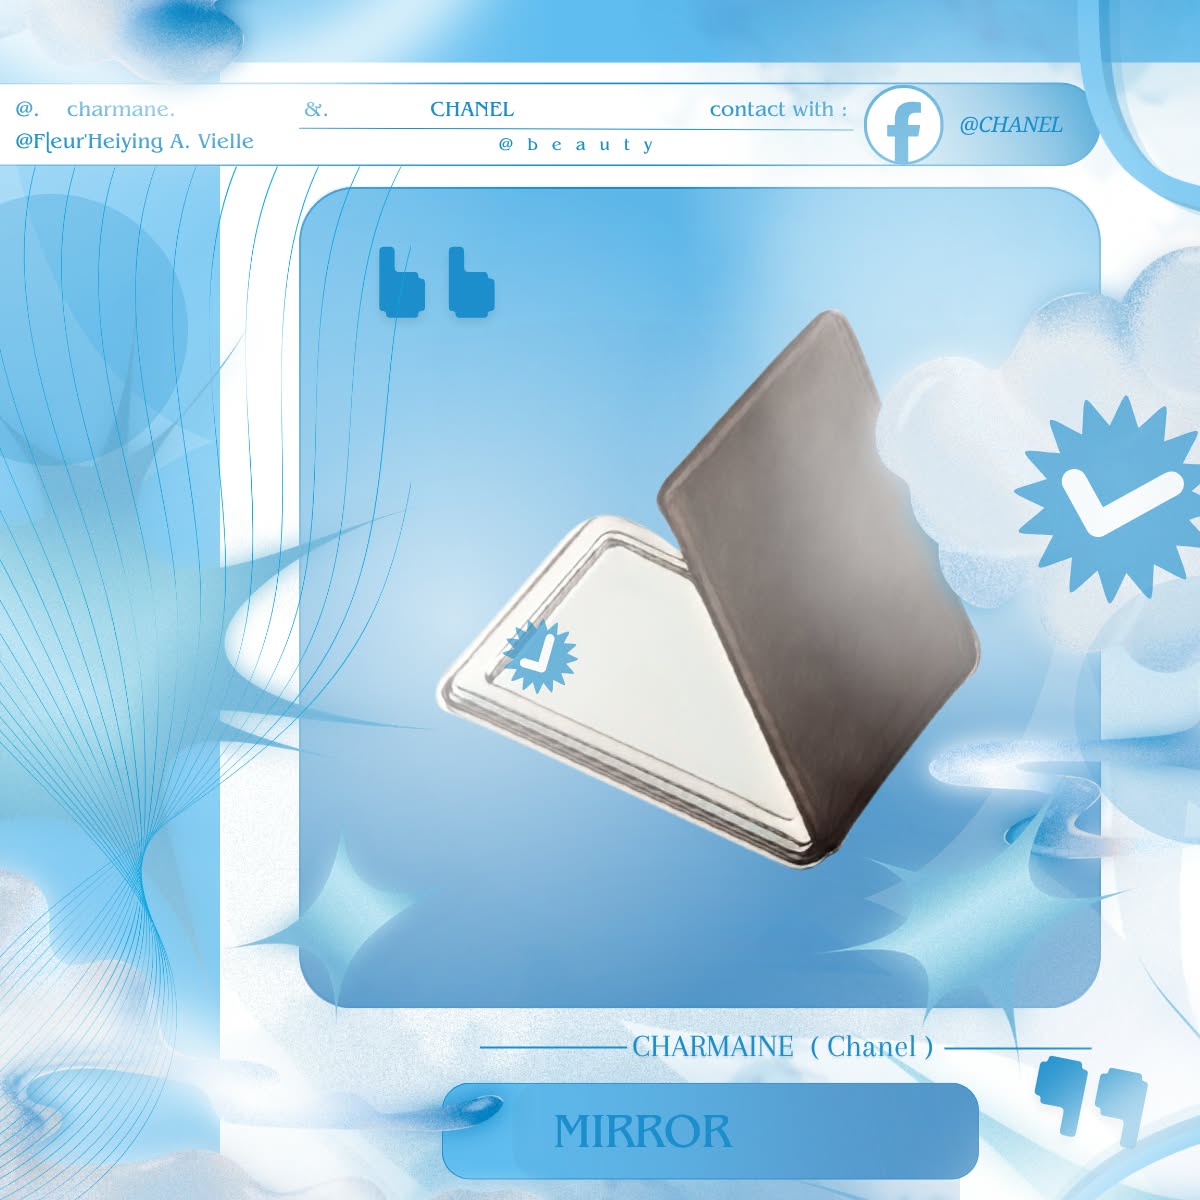 @. charmane. &. CHANEL contact with :
@CHANEL
@Fleur'Heiying A. Vielle @ b e a u t y
CHARMAINE ( Chanel )
MIRROR